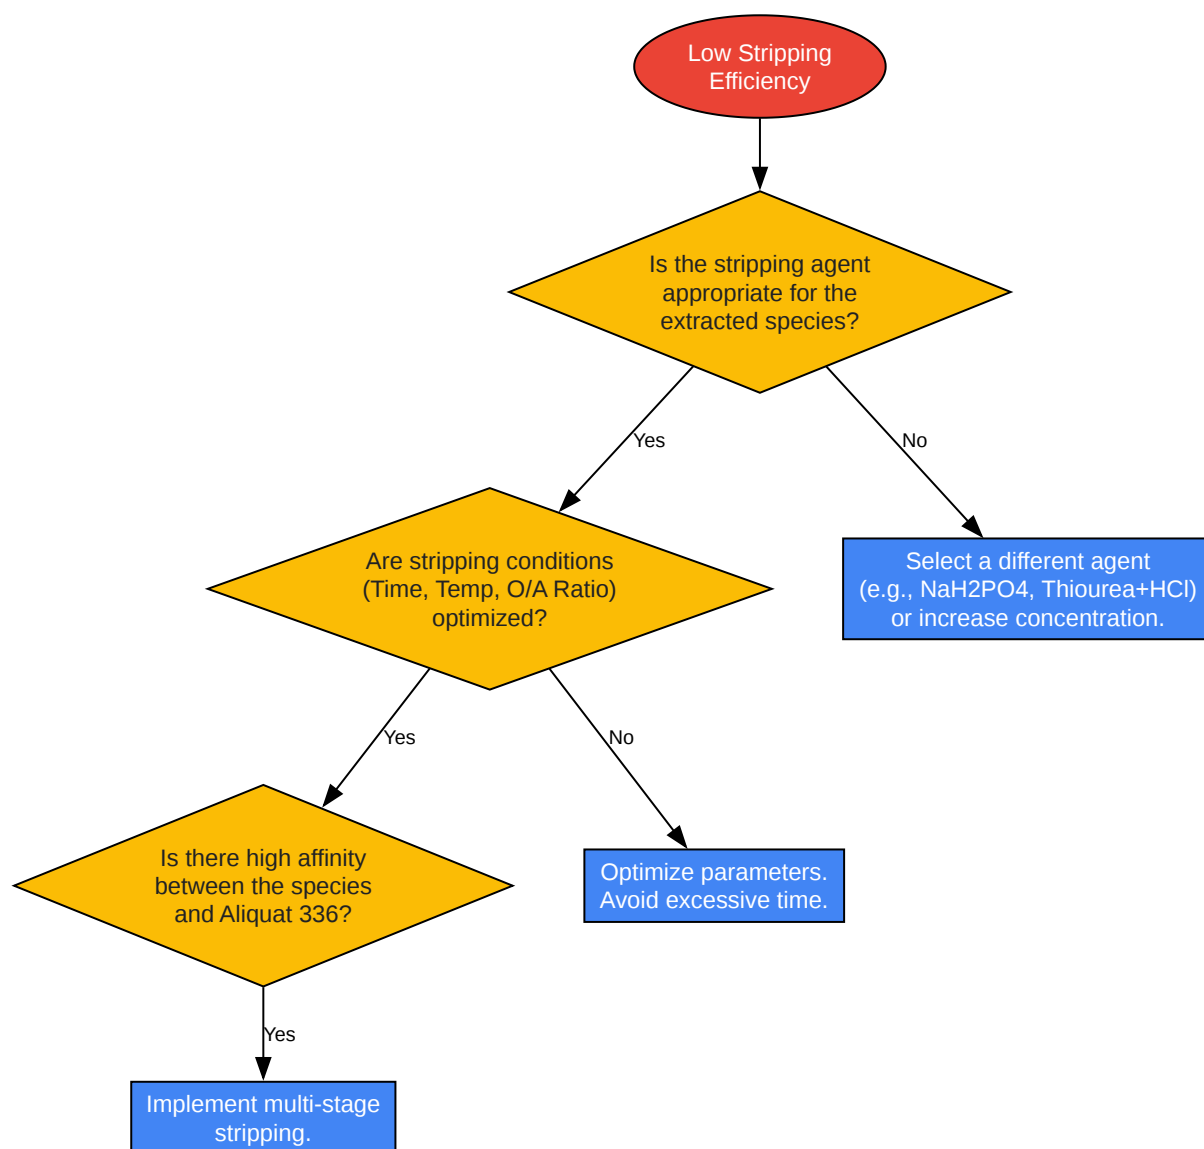 Low Stripping
Efficiency
Is the stripping agent
appropriate for the
extracted species?
Yes
No
Are stripping conditions
(Time, Temp, O/A Ratio)
optimized?
Select a different agent
(e.g., NaH2PO4, Thiourea+HCl)
or increase concentration.
Yes
No
Is there high affinity
between the species
and Aliquat 336?
Optimize parameters.
Avoid excessive time.
Yes
Implement multi-stage
stripping.